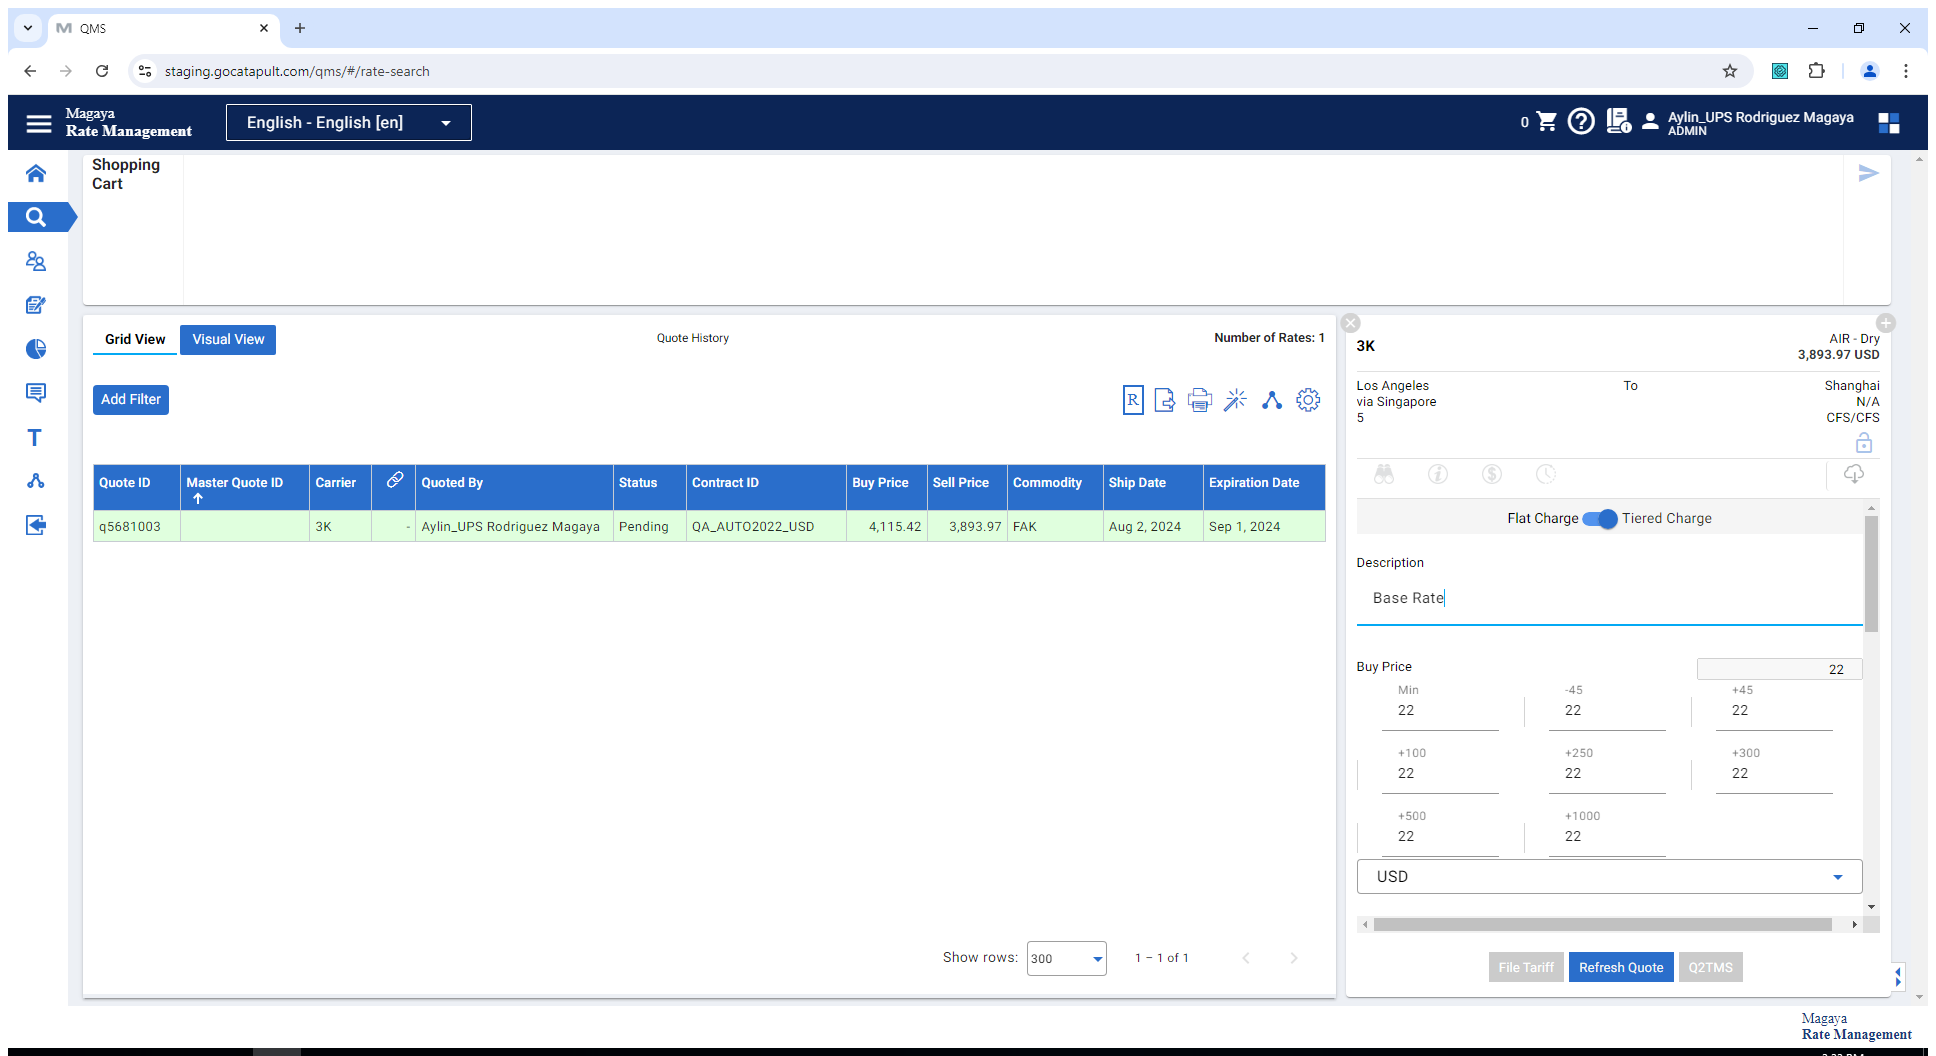 QMS
staging.gocatapult.com/qms/#/rate-search
Magaya
Rate Management
English - English [en]
0
Aylin_UPS Rodriguez Magaya
ADMIN
Shopping
Cart
Grid View
Visual View
Quote History
Number of Rates: 1
Add Filter
R
Quote ID Master Quote ID Carrier Quoted By Status Contract ID Buy Price Sell Price Commodity Ship Date Expiration Date
q5681003 3K - Aylin_UPS Rodriguez Magaya Pending QA_AUTO2022_USD 4,115.42 3,893.97 FAK Aug 2, 2024 Sep 1, 2024
Show rows: 300 1 – 1 of 1
3K
AIR - Dry
3,893.97 USD
Los Angeles To Shanghai
via Singapore N/A
5 CFS/CFS
Flat Charge Tiered Charge
Description
Base Rate
Buy Price 22
Min -45 +45
22 22 22
+100 +250 +300
22 22 22
+500 +1000
22 22
USD
File Tariff Refresh Quote Q2TMS
Magaya
Rate Management